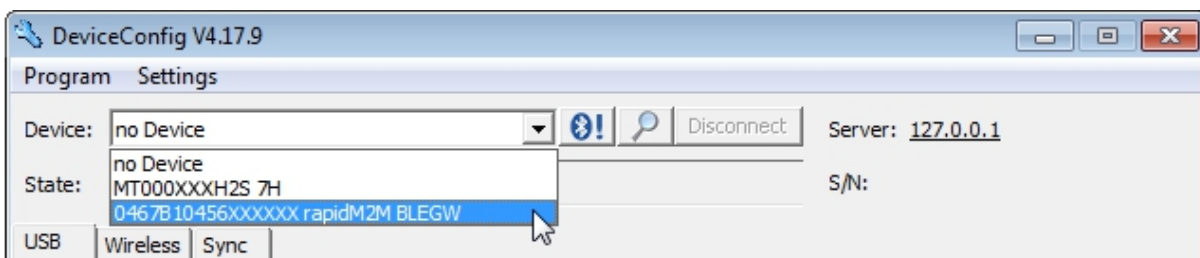 DeviceConfig V4.17.9
Program Settings
Device: no Device Disconnect Server: 127.0.0.1
no Device
State: MT000XXXH2S 7H S/N:
0467B10456XXXXXX rapidM2M BLEGW
USB Wireless Sync